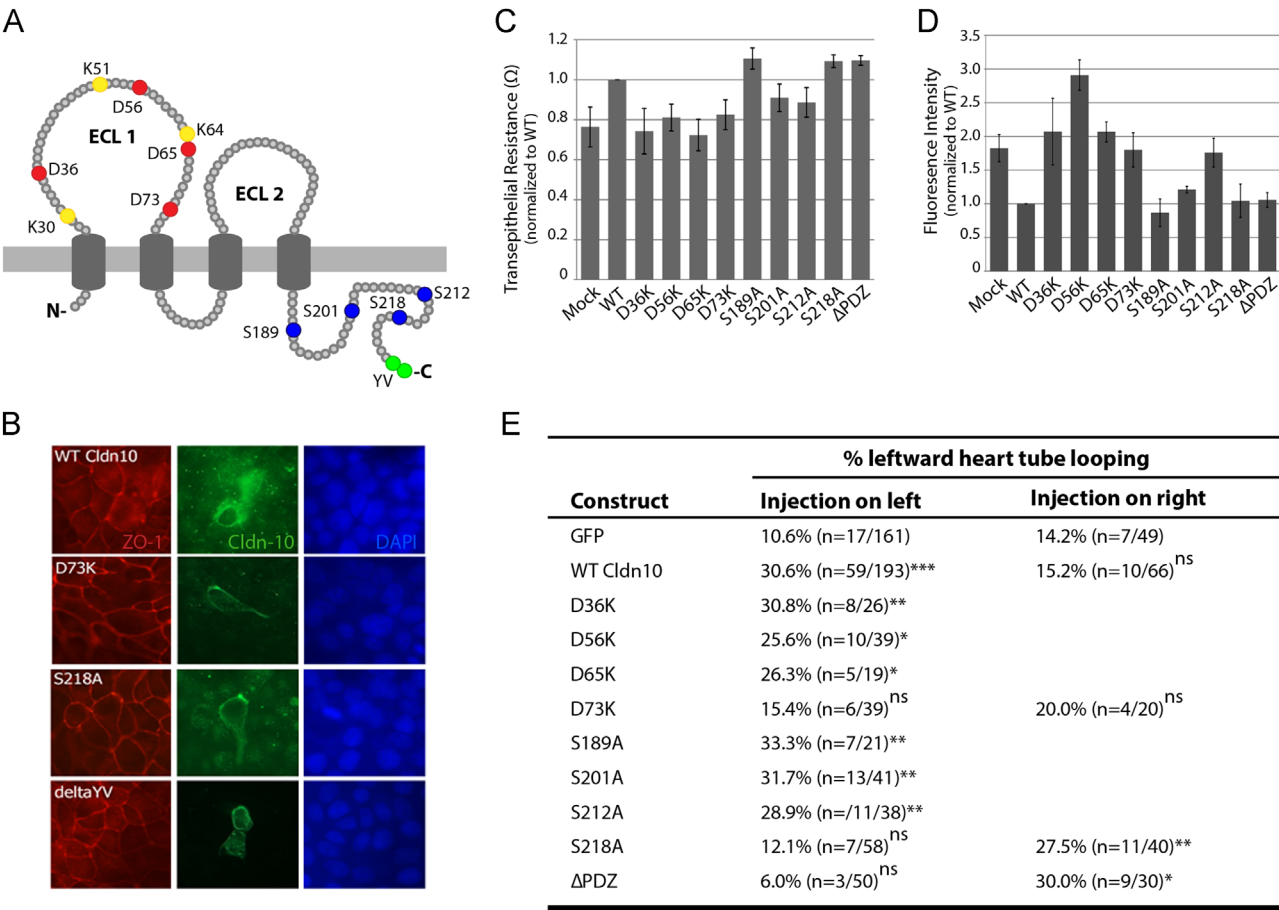 A
K51
D56
ECL 1
K64
D65
D36
D73
ECL 2
K30
N-
S201
S218
S212
S189
YV
-C
B
WT Cldn10
ZO-1
Cldn-10
DAPI
D73K
S218A
deltaYV
C
Transepithelial Resistance (Ω)
(normalized to WT)
1.2
1.0
0.8
0.6
0.4
0.2
0
Mock WT D36K D56K D65K D73K S189A S201A S212A S218A ΔPDZ
D
Fluoresence Intensity
(normalized to WT)
3.5
3.0
2.5
2.0
1.5
1.0
0.5
0
Mock WT D36K D56K D65K D73K S189A S201A S212A S218A ΔPDZ
E
% leftward heart tube looping
Construct Injection on left Injection on right
GFP 10.6% (n=17/161) 14.2% (n=7/49)
WT Cldn10 30.6% (n=59/193)*** 15.2% (n=10/66)ns
D36K 30.8% (n=8/26)**
D56K 25.6% (n=10/39)*
D65K 26.3% (n=5/19)*
D73K 15.4% (n=6/39)ns 20.0% (n=4/20)ns
S189A 33.3% (n=7/21)**
S201A 31.7% (n=13/41)**
S212A 28.9% (n=/11/38)**
S218A 12.1% (n=7/58)ns 27.5% (n=11/40)**
ΔPDZ 6.0% (n=3/50)ns 30.0% (n=9/30)*